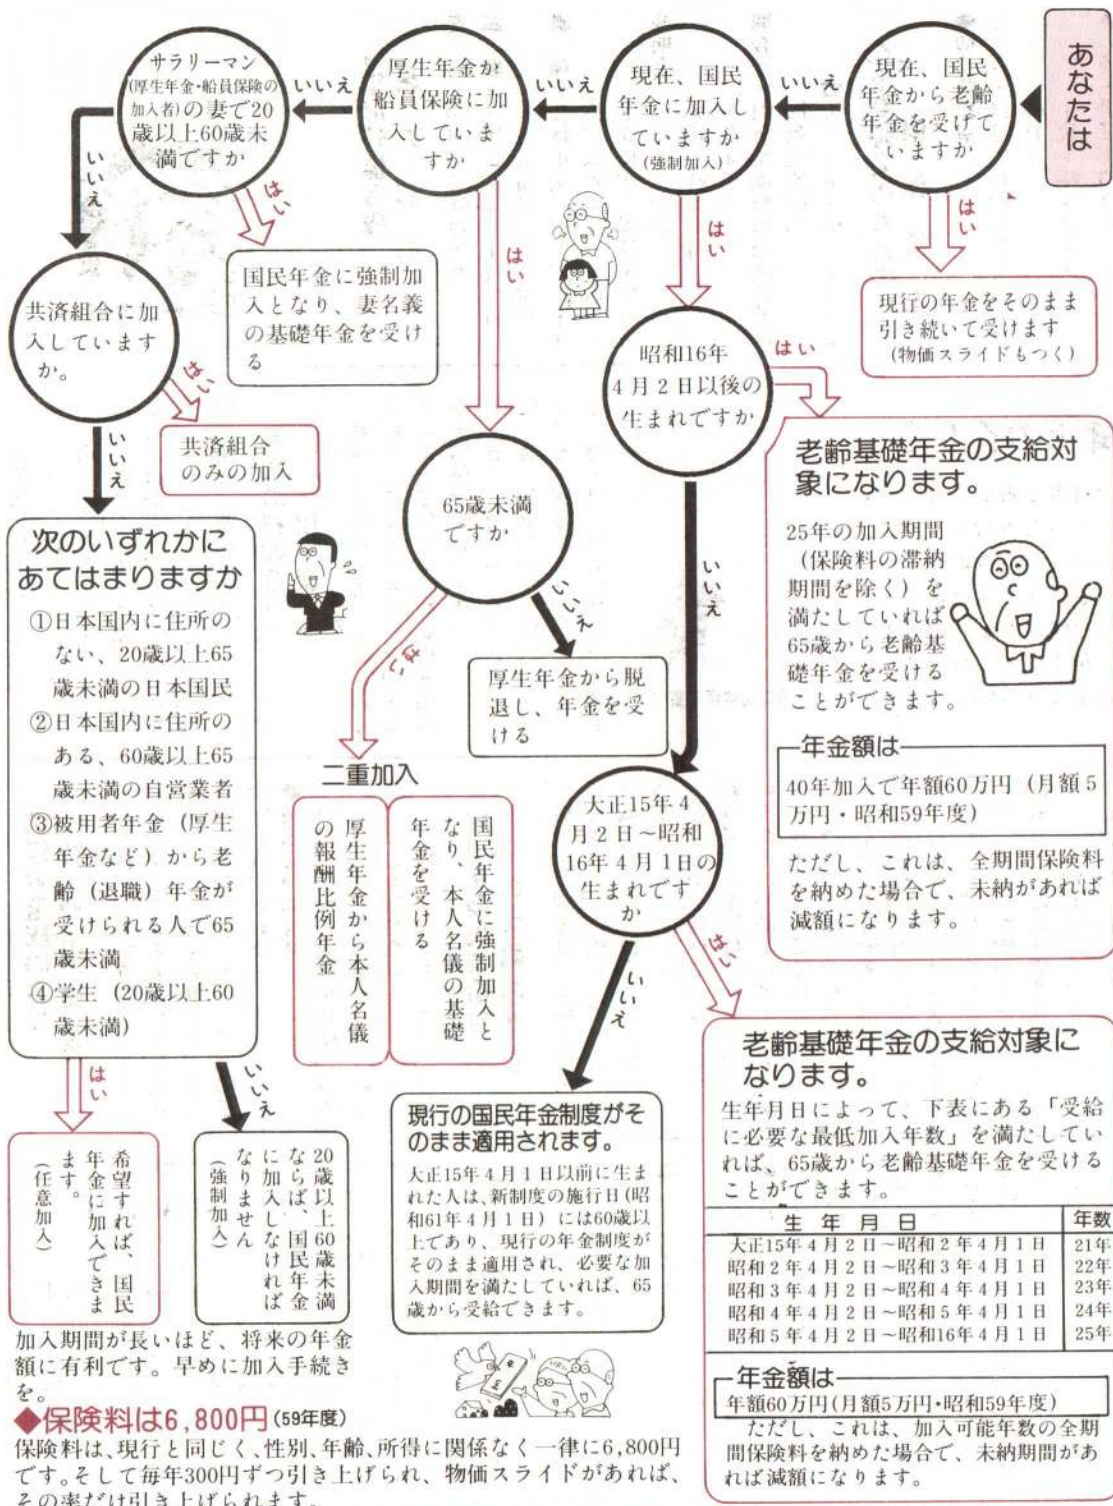 あなたは
現在、国民
年金から老齢
年金を受けて
いますか
いいえ
はい
現行の年金をそのまま
引き続いて受けます
(物価スライドもつく)
現在、国民
年金に加入し
ていますか
(強制加入)
いいえ
はい
昭和16年
4月2日以後の
生まれですか
はい
いいえ
老齢基礎年金の支給対
象になります。
25年の加入期間
(保険料の滞納
期間を除く)を
満たしていれば
65歳から老齢基
礎年金を受ける
ことができます。
年金額は
40年加入で年額60万円(月額5
万円・昭和59年度)
ただし、これは、全期間保険料
を納めた場合で、未納があれば
減額になります。
大正15年4
月2日〜昭和
16年4月1日の
生まれです
か
はい
いいえ
老齢基礎年金の支給対象に
なります。
生年月日によって、下表にある「受給
に必要な最低加入年数」を満たしてい
れば、65歳から老齢基礎年金を受ける
ことができます。
生年月日 年数
大正15年4月2日〜昭和2年4月1日 21年
昭和2年4月2日〜昭和3年4月1日 22年
昭和3年4月2日〜昭和4年4月1日 23年
昭和4年4月2日〜昭和5年4月1日 24年
昭和5年4月2日〜昭和16年4月1日 25年
年金額は
年額60万円(月額5万円・昭和59年度)
ただし、これは、加入可能年数の全期
間保険料を納めた場合で、未納期間があ
れば減額になります。
現行の国民年金制度がそ
のまま適用されます。
大正15年4月1日以前に生ま
れた人は、新制度の施行日(昭
和61年4月1日)には60歳以
上であり、現行の年金制度が
そのまま適用され、必要な加
入期間を満たしていれば、65
歳から受給できます。
厚生年金か
船員保険に加
入していま
すか
いいえ
はい
65歳未満
ですか
いいえ
はい
厚生年金から脱
退し、年金を受
ける
二重加入
国民年金に強制加入と
なり、本人名儀の基礎
年金を受ける
厚生年金から本人名儀
の報酬比例年金
サラリーマン
(厚生年金・船員保険の
加入者)の妻で20
歳以上60歳未
満ですか
いいえ
はい
国民年金に強制加
入となり、妻名義
の基礎年金を受け
る
共済組合に加
入しています
か。
はい
いいえ
共済組合
のみの加入
次のいずれかに
あてはまりますか
①日本国内に住所の
ない、20歳以上65
歳未満の日本国民
②日本国内に住所の
ある、60歳以上65
歳未満の自営業者
③被用者年金(厚生
年金など)から老
齢(退職)年金が
受けられる人で65
歳未満
④学生(20歳以上60
歳未満)
はい
いいえ
20歳以上60歳未満
ならば、国民年金
に加入しなければ
なりません
(強制加入)
希望すれば、国民
年金に加入できま
ます。
(任意加入)
加入期間が長いほど、将来の年金
額に有利です。早めに加入手続き
を。
◆保険料は6,800円(59年度)
保険料は、現行と同じく、性別、年齢、所得に関係なく一律に6,800円
です。そして毎年300円ずつ引き上げられ、物価スライドがあれば、
その率だけ引き上げられます。